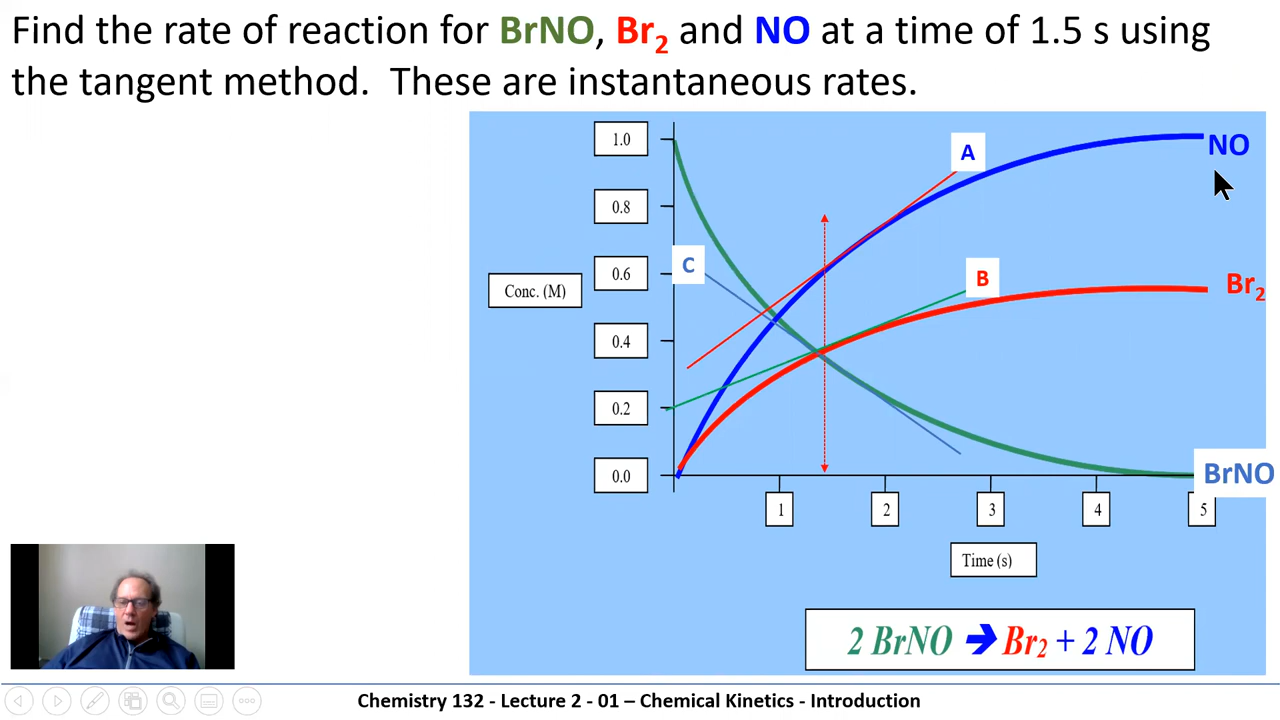 Find the rate of reaction for BrNO, Br₂ and NO at a time of 1.5 s using
the tangent method.  These are instantaneous rates.
1.0
0.8
0.6
0.4
0.2
0.0
Conc. (M)
A
B
C
NO
Br₂
BrNO
1
2
3
4
5
Time (s)
2 BrNO ➔ Br₂ + 2 NO
Chemistry 132 - Lecture 2 - 01 – Chemical Kinetics - Introduction